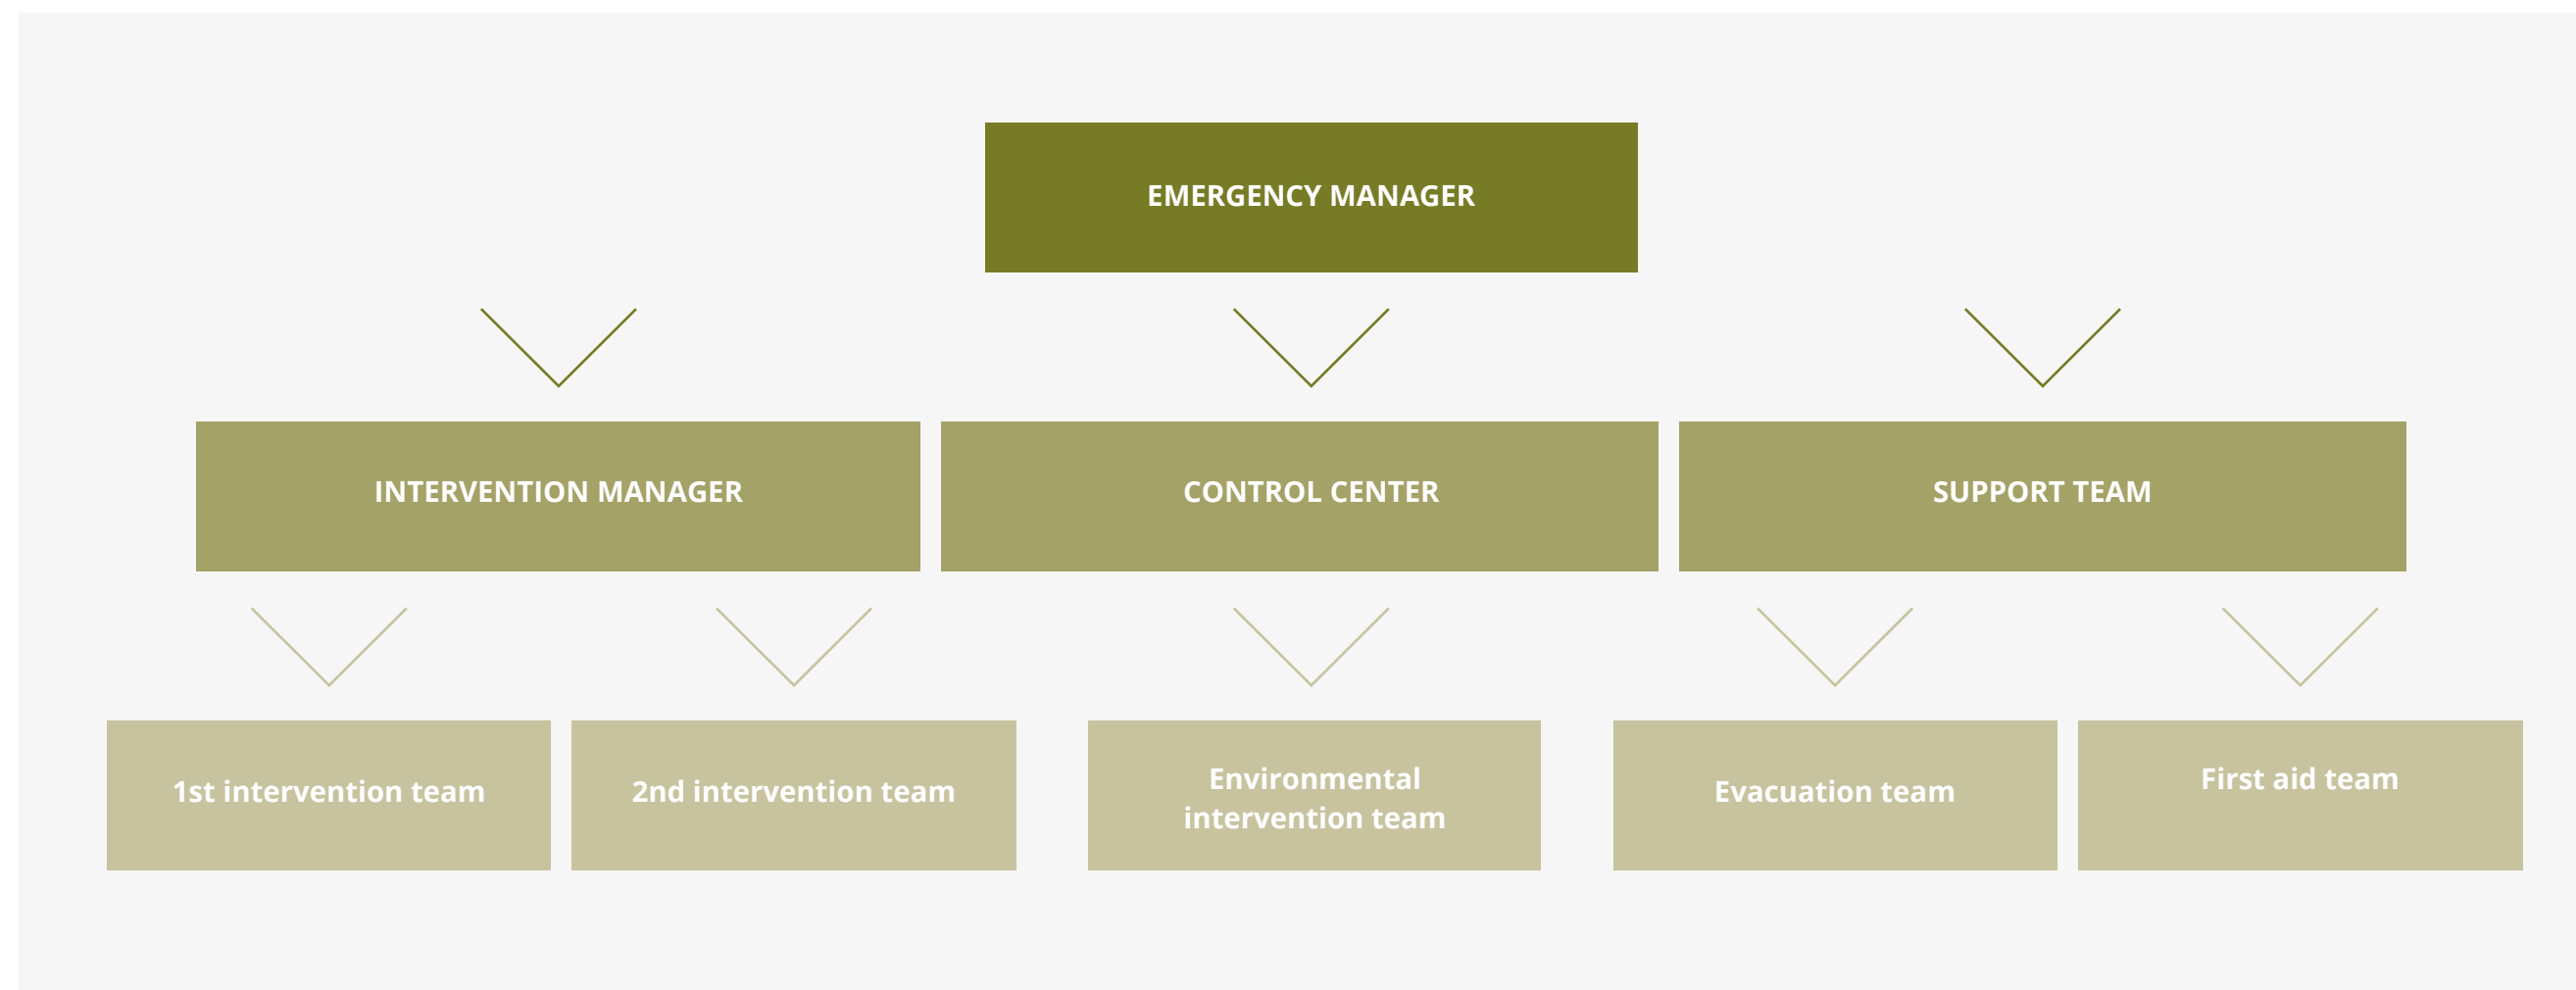 EMERGENCY MANAGER
INTERVENTION MANAGER
CONTROL CENTER
SUPPORT TEAM
1st intervention team
2nd intervention team
Environmental
intervention team
Evacuation team
First aid team